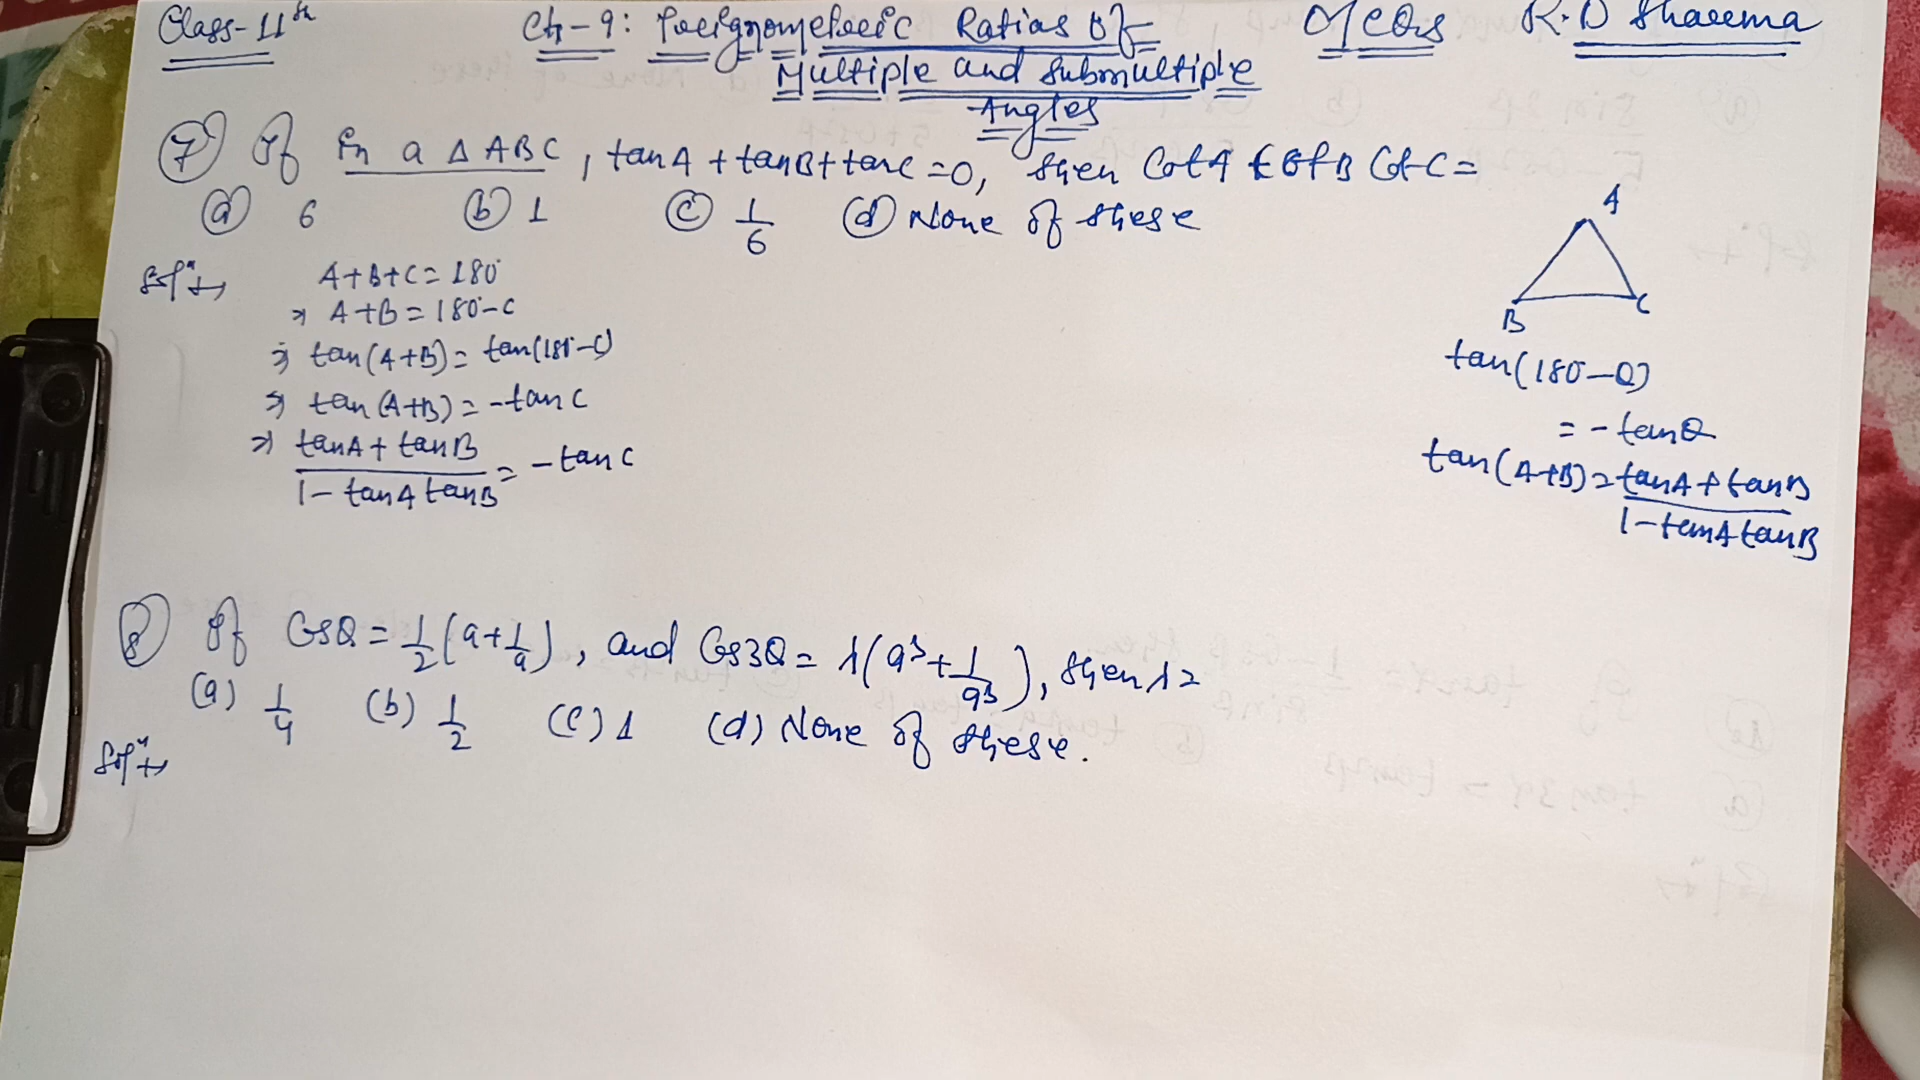 Class-11th Ch-9: Trigonometric Ratios Of MCQs R.D Sharma
Multiple and Submultiple
Angles
(7) If in a Δ ABC, tanA + tanB + tanC = 0, then CotA CotB CotC =
(a) 6 (b) 1 (c) 1/6 (d) None of these
Solⁿ→ A+B+C = 180°
⇒ A+B = 180°-C
⇒ tan(A+B) = tan(180°-C)
⇒ tan(A+B) = -tanC
⇒ (tanA + tanB)/(1 - tanA tanB) = -tanC
A
B C
tan(180°-θ)
= -tanθ
tan(A+B) = (tanA + tanB)/(1-tanA tanB)
(8) If Cosθ = 1/2(a+1/a), and Cos3θ = λ(a³+1/a³), then λ =
(a) 1/4 (b) 1/2 (c) 1 (d) None of these.
Solⁿ→